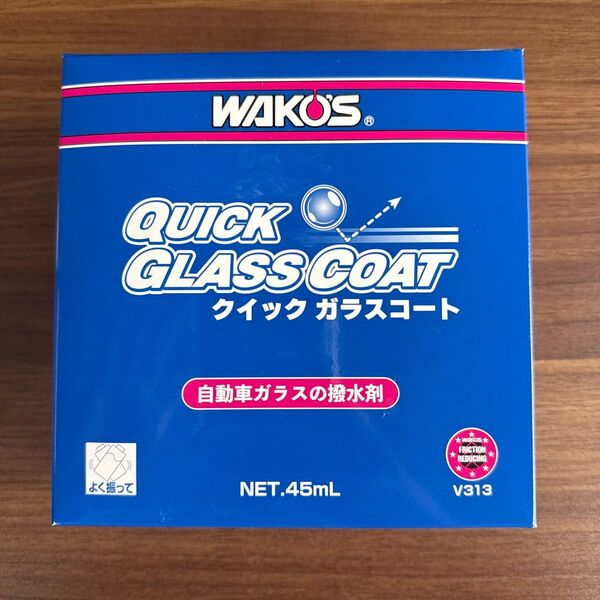 WAKO'S®
QUICK
GLASS COAT
クイック ガラスコート
自動車ガラスの撥水剤
よく振って
NET.45mL
WAKO'S
FRICTION
REDUCING
V313